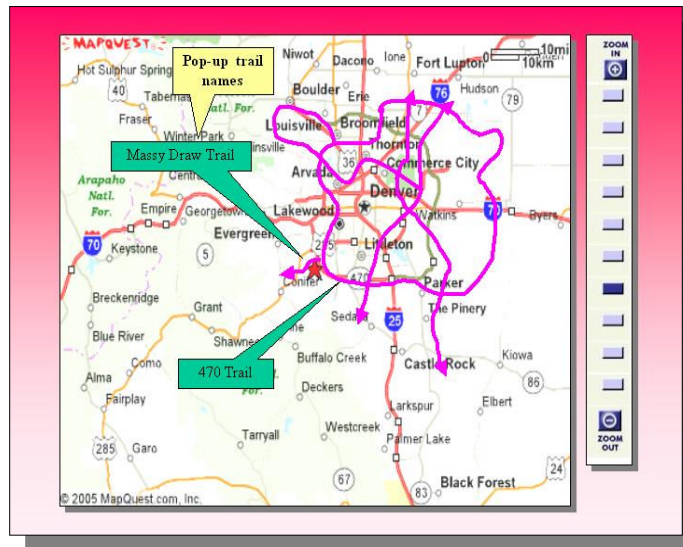 MAPQUEST
Pop-up trail
names
Massy Draw Trail
470 Trail
10mi
10km
Niwot
Dacono
Ione
Fort Lupton
Hot Sulphur Spring
40
Boulder
Erie
76
Hudson
79
Fraser
Winter Park
atl. For.
Louisville
Broomfield
7
Thornton
36
Commerce City
Arvada
Arapaho
Natl.
For.
Denver
Empire
Georgetown
Lakewood
Watkins
70
Byers
Evergreen
Littleton
70
Keystone
5
470
Conifer
Parker
Breckenridge
Grant
The Pinery
Sedalia
25
Blue River
Shawnee
Buffalo Creek
Castle Rock
Kiowa
Como
86
Alma
For.
Deckers
Fairplay
Larkspur
Elbert
Westcreek
285
Garo
Tarryall
Palmer Lake
67
24
83
Black Forest
© 2005 MapQuest.com, Inc.
ZOOM
IN
ZOOM
OUT